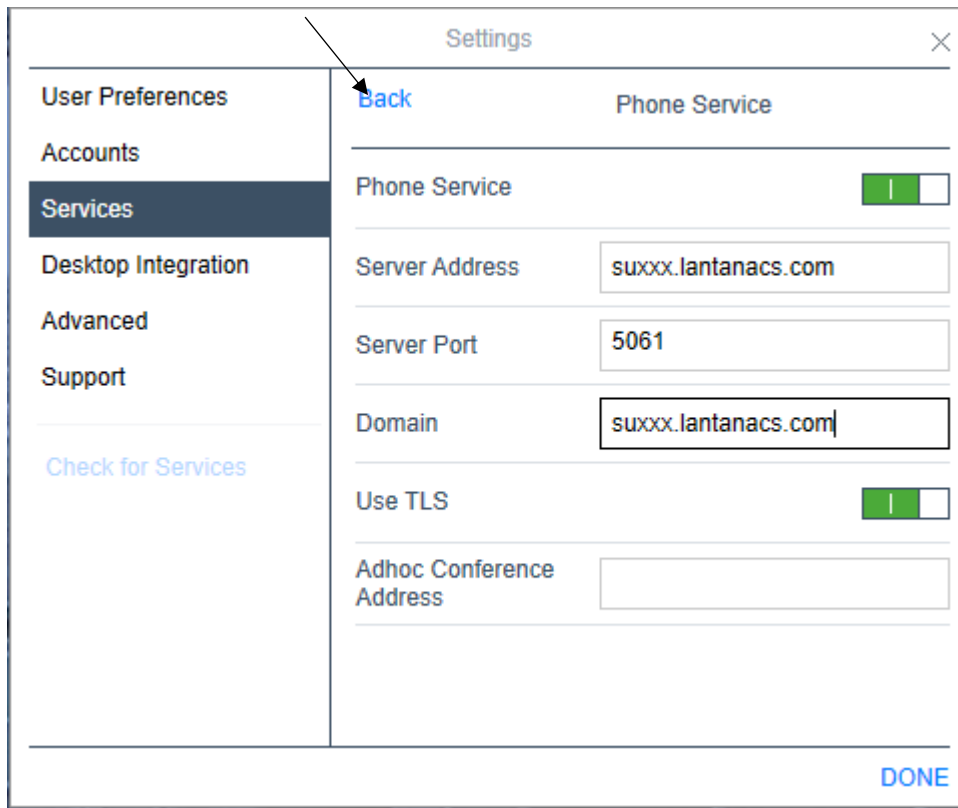 Settings
User Preferences
Accounts
Services
Desktop Integration
Advanced
Support
Check for Services
Back
Phone Service
Phone Service
Server Address
suxxx.lantanacs.com
Server Port
5061
Domain
suxxx.lantanacs.com
Use TLS
Adhoc Conference
Address
DONE